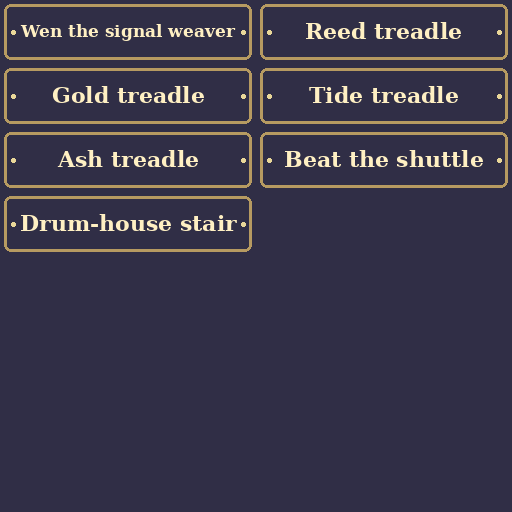 Wen the signal weaver
Reed treadle
Gold treadle
Tide treadle
Ash treadle
Beat the shuttle
Drum-house stair